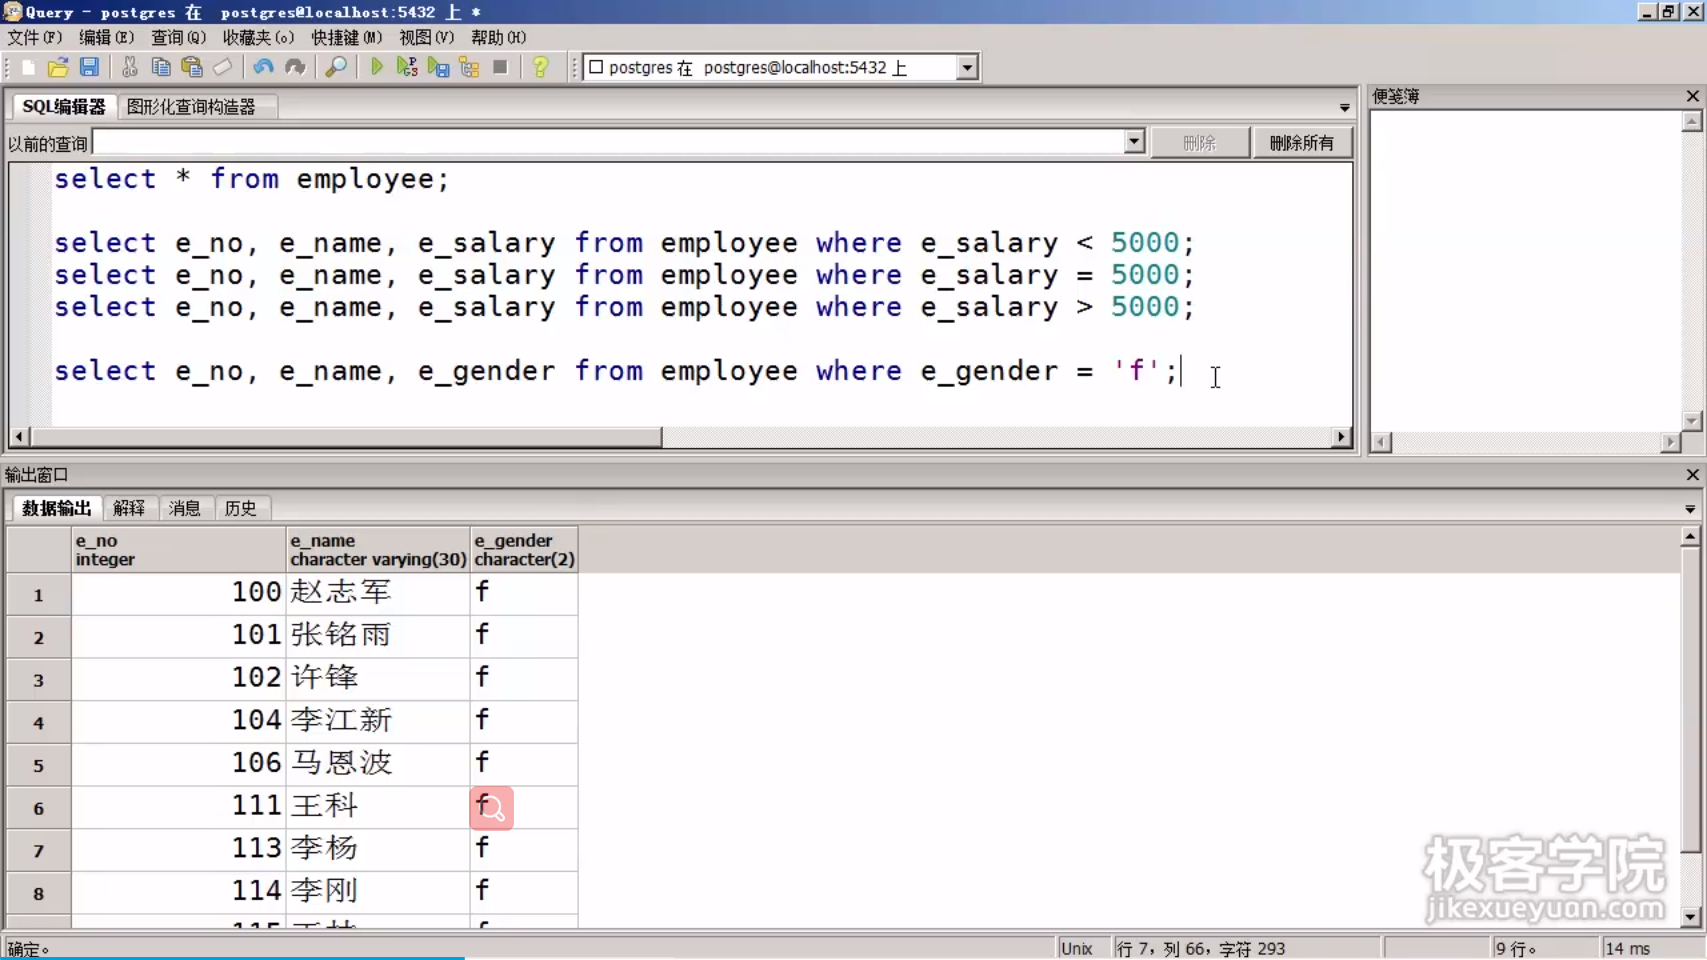 Query - postgres 在 postgres@localhost:5432 上 *
文件(F) 编辑(E) 查询(Q) 收藏夹(o) 快捷键(M) 视图(V) 帮助(H)
postgres 在 postgres@localhost:5432 上
SQL编辑器 图形化查询构造器
便笺簿
以前的查询 删除 删除所有
select * from employee;
select e_no, e_name, e_salary from employee where e_salary < 5000;
select e_no, e_name, e_salary from employee where e_salary = 5000;
select e_no, e_name, e_salary from employee where e_salary > 5000;
select e_no, e_name, e_gender from employee where e_gender = 'f';
输出窗口
数据输出 解释 消息 历史
e_no e_name e_gender
integer character varying(30) character(2)
1 100 赵志军 f
2 101 张铭雨 f
3 102 许锋 f
4 104 李江新 f
5 106 马恩波 f
6 111 王科 f
7 113 李杨 f
8 114 李刚 f
极客学院
jikexueyuan.com
确定。 Unix 行 7，列 66，字符 293 9 行。 14 ms